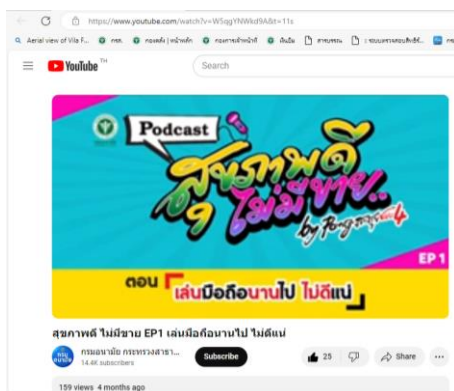 https://www.youtube.com/watch?v=W5qgYNWkd9A&t=11s
Aerial view of Vila F...
YouTube TH
Search
Podcast
สุขภาพดี
ไม่มีขาย..
by Pong
EP 1
ตอน เล่นมือถือนานไป ไม่ดีแน่
สุขภาพดี ไม่มีขาย EP1 เล่นมือถือนานไป ไม่ดีแน่
กรมอนามัย กระทรวงสาธา...
14.4K subscribers
Subscribe
25
Share
159 views 4 months ago